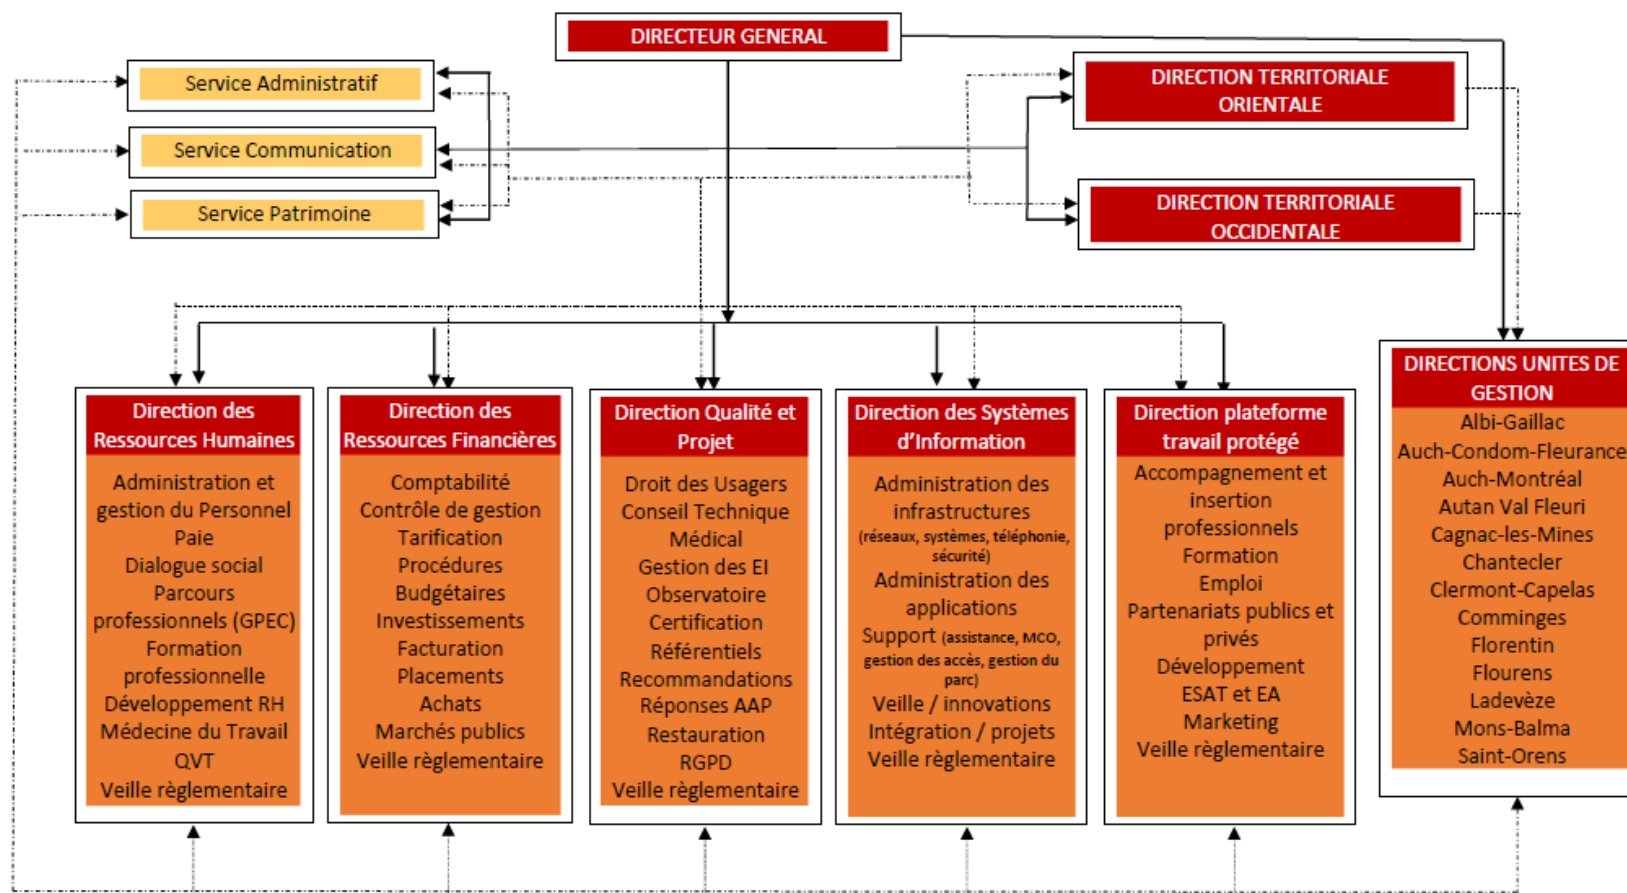 DIRECTEUR GENERAL
Service Administratif
Service Communication
Service Patrimoine
DIRECTION TERRITORIALE
ORIENTALE
DIRECTION TERRITORIALE
OCCIDENTALE
Direction des
Ressources Humaines
Administration et
gestion du Personnel
Paie
Dialogue social
Parcours
professionnels (GPEC)
Formation
professionnelle
Développement RH
Médecine du Travail
QVT
Veille règlementaire
Direction des
Ressources Financières
Comptabilité
Contrôle de gestion
Tarification
Procédures
Budgétaires
Investissements
Facturation
Placements
Achats
Marchés publics
Veille règlementaire
Direction Qualité et
Projet
Droit des Usagers
Conseil Technique
Médical
Gestion des EI
Observatoire
Certification
Référentiels
Recommandations
Réponses AAP
Restauration
RGPD
Veille règlementaire
Direction des Systèmes
d'Information
Administration des
infrastructures
(réseaux, systèmes, téléphonie,
sécurité)
Administration des
applications
Support (assistance, MCO,
gestion des accès, gestion du
parc)
Veille / innovations
Intégration / projets
Veille règlementaire
Direction plateforme
travail protégé
Accompagnement et
insertion
professionnels
Formation
Emploi
Partenariats publics et
privés
Développement
ESAT et EA
Marketing
Veille règlementaire
DIRECTIONS UNITES DE
GESTION
Albi-Gaillac
Auch-Condom-Fleurance
Auch-Montréal
Autan Val Fleuri
Cagnac-les-Mines
Chantecler
Clermont-Capelas
Comminges
Florentin
Flourens
Ladevèze
Mons-Balma
Saint-Orens